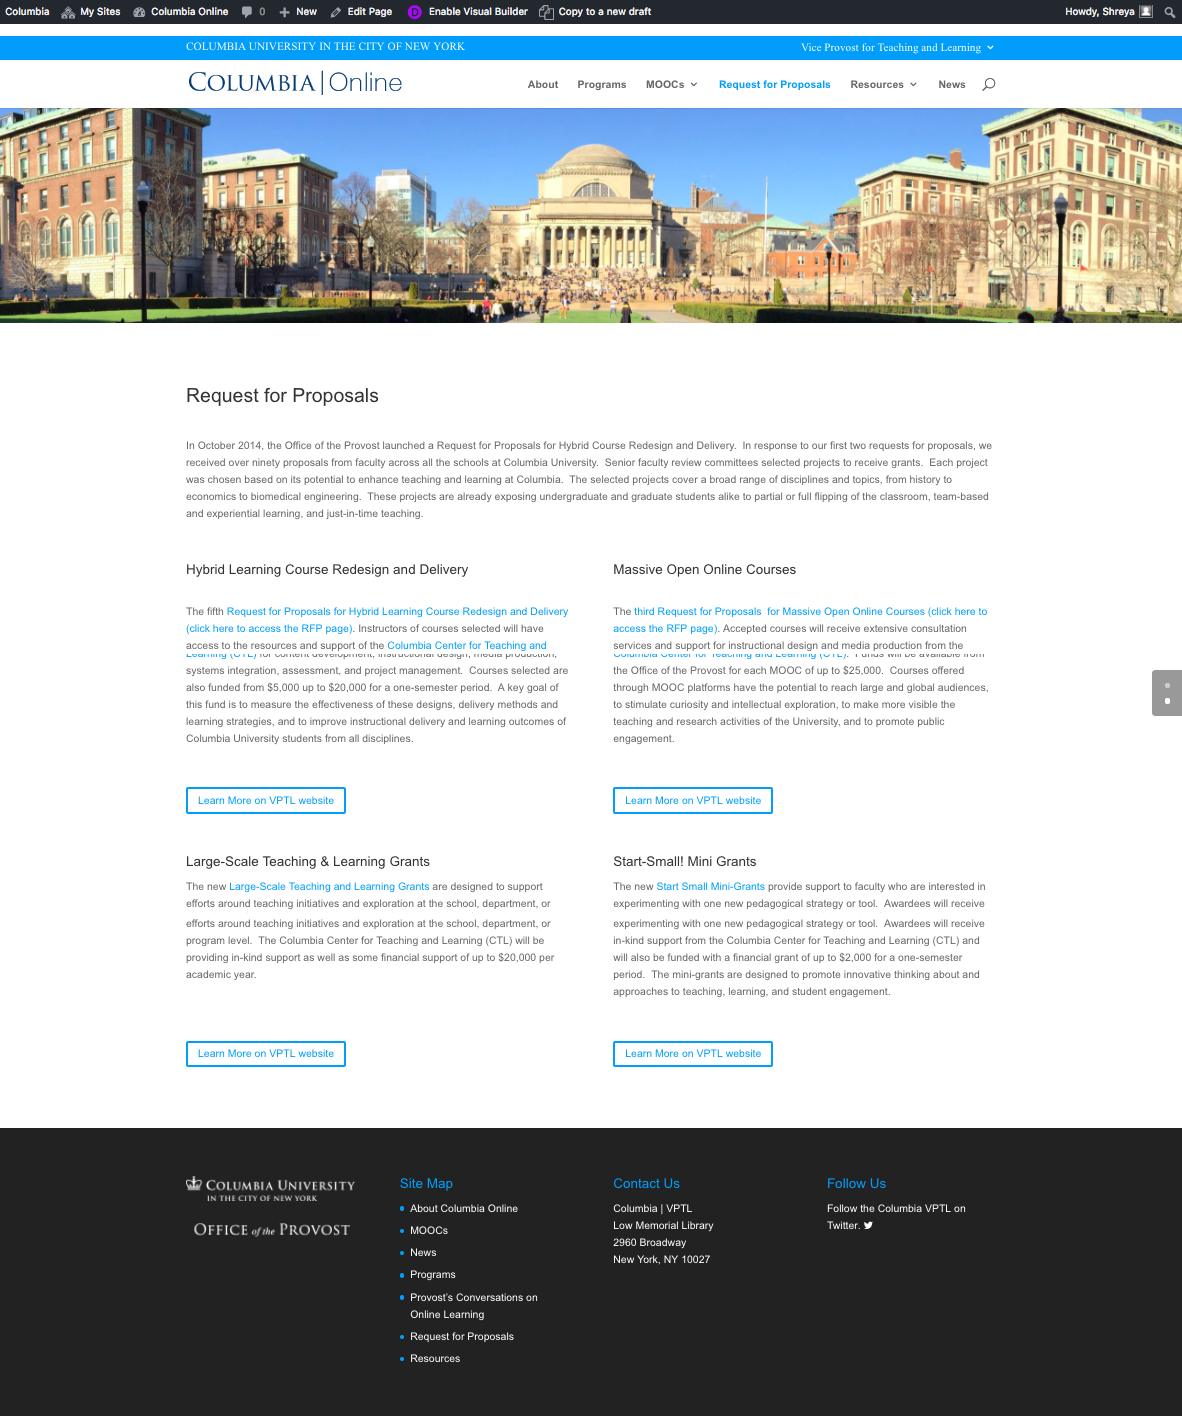 Columbia My Sites Columbia Online 0 New Edit Page Enable Visual Builder Copy to a new draft Howdy, Shreya
COLUMBIA UNIVERSITY IN THE CITY OF NEW YORK Vice Provost for Teaching and Learning
COLUMBIA | Online About Programs MOOCs Request for Proposals Resources News
Request for Proposals
In October 2014, the Office of the Provost launched a Request for Proposals for Hybrid Course Redesign and Delivery. In response to our first two requests for proposals, we
received over ninety proposals from faculty across all the schools at Columbia University. Senior faculty review committees selected projects to receive grants. Each project
was chosen based on its potential to enhance teaching and learning at Columbia. The selected projects cover a broad range of disciplines and topics, from history to
economics to biomedical engineering. These projects are already exposing undergraduate and graduate students alike to partial or full flipping of the classroom, team-based
and experiential learning, and just-in-time teaching.
Hybrid Learning Course Redesign and Delivery
The fifth Request for Proposals for Hybrid Learning Course Redesign and Delivery
(click here to access the RFP page). Instructors of courses selected will have
access to the resources and support of the Columbia Center for Teaching and
Learning (CTL) for content development, instructional design, media production,
systems integration, assessment, and project management. Courses selected are
also funded from $5,000 up to $20,000 for a one-semester period. A key goal of
this fund is to measure the effectiveness of these designs, delivery methods and
learning strategies, and to improve instructional delivery and learning outcomes of
Columbia University students from all disciplines.
Learn More on VPTL website
Massive Open Online Courses
The third Request for Proposals for Massive Open Online Courses (click here to
access the RFP page). Accepted courses will receive extensive consultation
services and support for instructional design and media production from the
Columbia Center for Teaching and Learning (CTL). Funds will be available from
the Office of the Provost for each MOOC of up to $25,000. Courses offered
through MOOC platforms have the potential to reach large and global audiences,
to stimulate curiosity and intellectual exploration, to make more visible the
teaching and research activities of the University, and to promote public
engagement.
Learn More on VPTL website
Large-Scale Teaching & Learning Grants
The new Large-Scale Teaching and Learning Grants are designed to support
efforts around teaching initiatives and exploration at the school, department, or
efforts around teaching initiatives and exploration at the school, department, or
program level. The Columbia Center for Teaching and Learning (CTL) will be
providing in-kind support as well as some financial support of up to $20,000 per
academic year.
Learn More on VPTL website
Start-Small! Mini Grants
The new Start Small Mini-Grants provide support to faculty who are interested in
experimenting with one new pedagogical strategy or tool. Awardees will receive
experimenting with one new pedagogical strategy or tool. Awardees will receive
in-kind support from the Columbia Center for Teaching and Learning (CTL) and
will also be funded with a financial grant of up to $2,000 for a one-semester
period. The mini-grants are designed to promote innovative thinking about and
approaches to teaching, learning, and student engagement.
Learn More on VPTL website
COLUMBIA UNIVERSITY
IN THE CITY OF NEW YORK
OFFICE of the PROVOST
Site Map
About Columbia Online
MOOCs
News
Programs
Provost's Conversations on
Online Learning
Request for Proposals
Resources
Contact Us
Columbia | VPTL
Low Memorial Library
2960 Broadway
New York, NY 10027
Follow Us
Follow the Columbia VPTL on
Twitter.